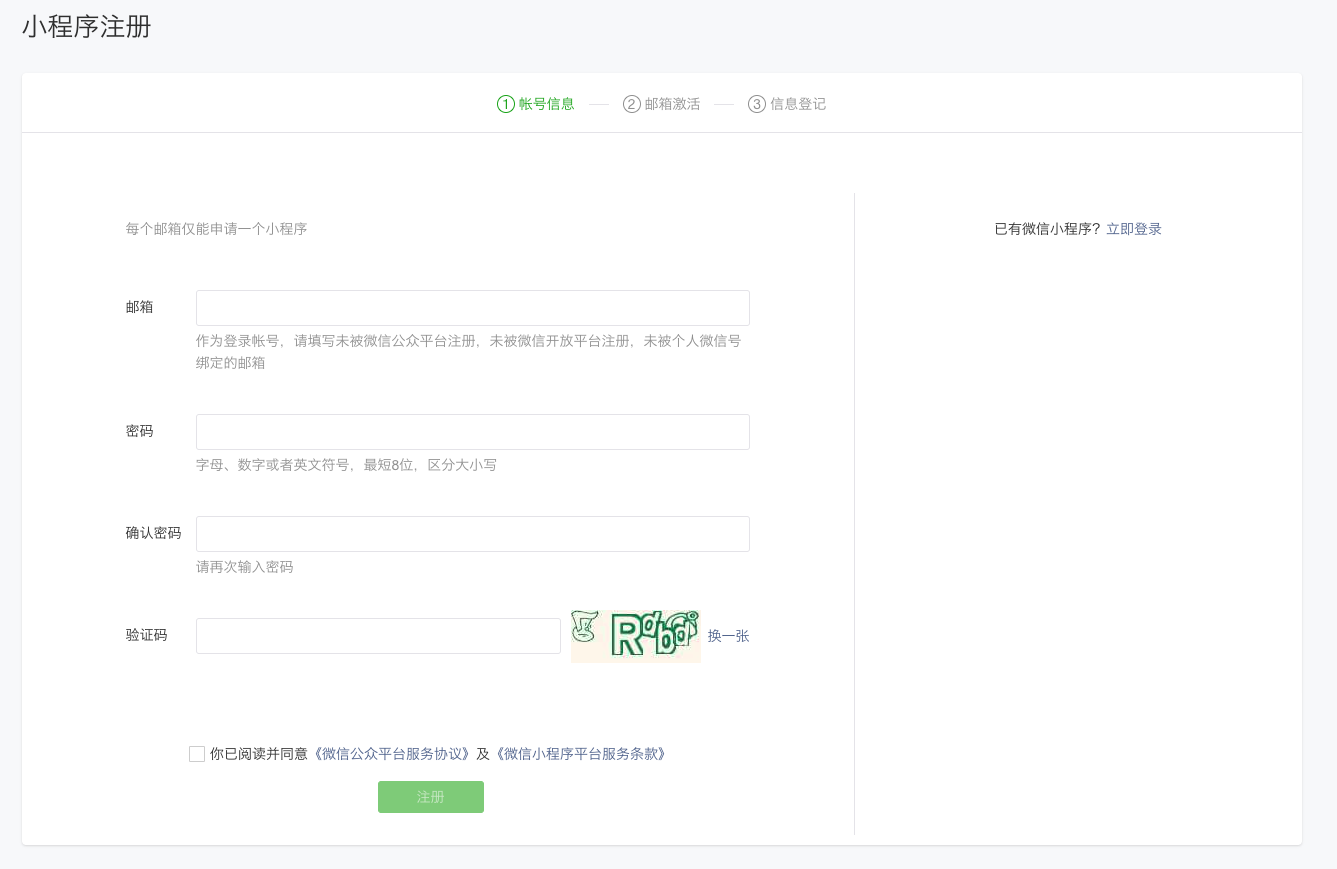 小程序注册
1 帐号信息 2 邮箱激活 3 信息登记
每个邮箱仅能申请一个小程序
已有微信小程序？立即登录
邮箱
作为登录帐号，请填写未被微信公众平台注册，未被微信开放平台注册，未被个人微信号
绑定的邮箱
密码
字母、数字或者英文符号，最短8位，区分大小写
确认密码
请再次输入密码
验证码
换一张
你已阅读并同意《微信公众平台服务协议》及《微信小程序平台服务条款》
注册